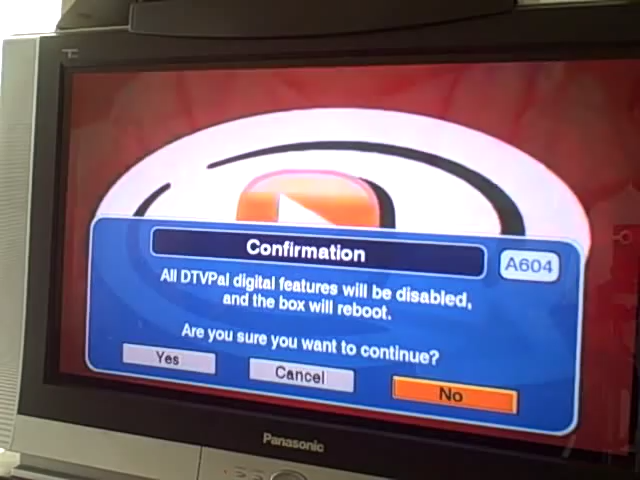 Confirmation
A604
All DTVPal digital features will be disabled,
and the box will reboot.
Are you sure you want to continue?
Yes
Cancel
No
Panasonic